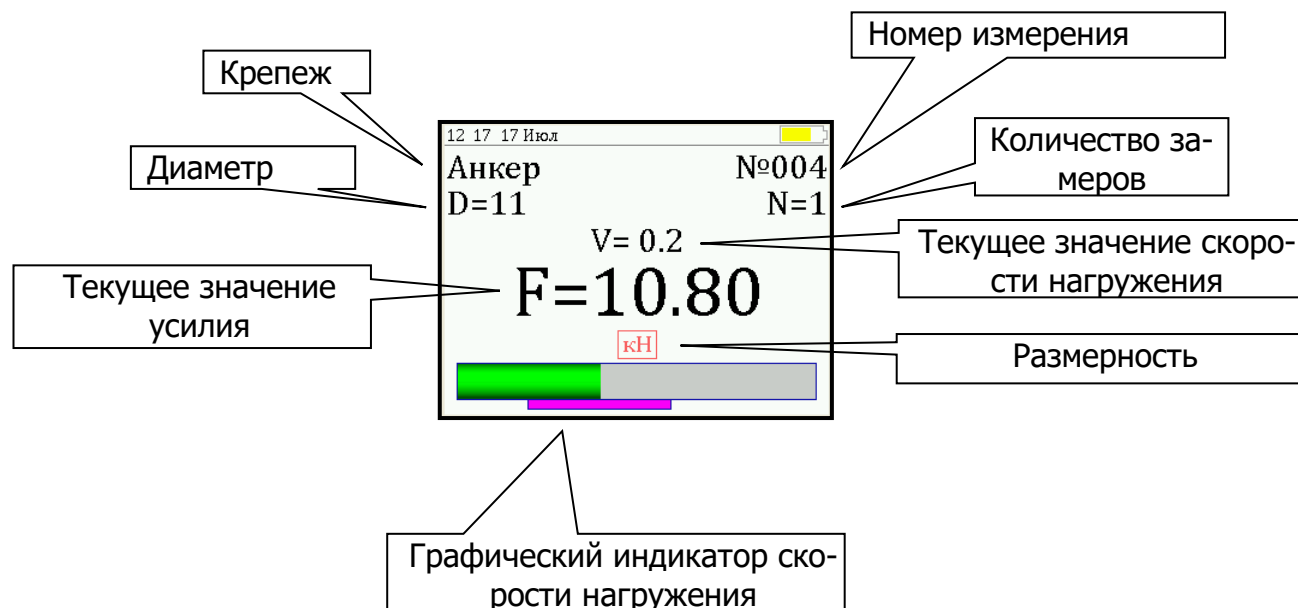 Номер измерения
Крепеж
12 17 17 Июл
Количество за-
меров
Диаметр
Анкер
№004
D=11
N=1
V= 0.2
Текущее значение скоро-
сти нагружения
Текущее значение
усилия
F=10.80
кН
Размерность
Графический индикатор ско-
рости нагружения